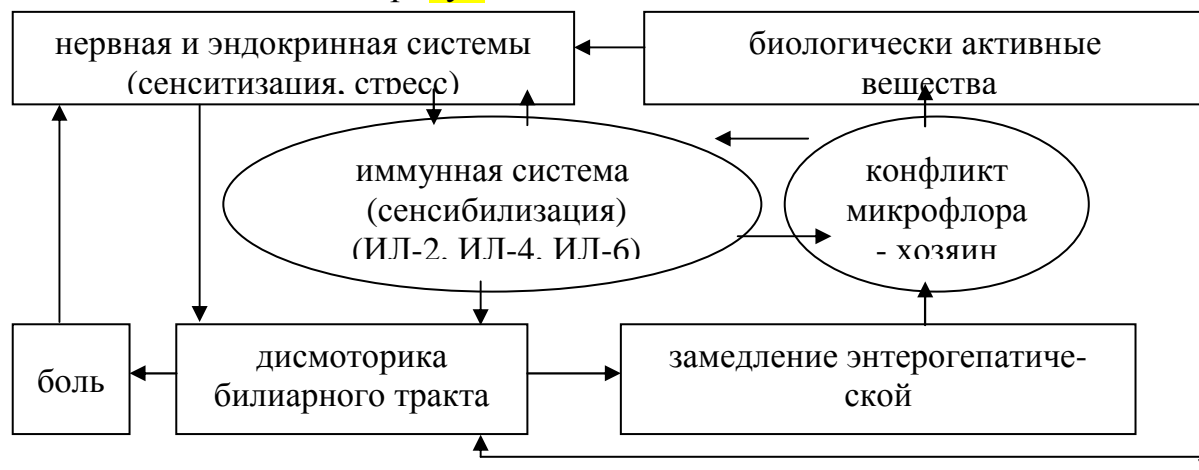 нервная и эндокринная системы
(сенситизация, стресс)
биологически активные
вещества
иммунная система
(сенсибилизация)
(ИЛ-2, ИЛ-4, ИЛ-6)
конфликт
микрофлора
- хозяин
боль
дисмоторика
билиарного тракта
замедление энтерогепатиче-
ской